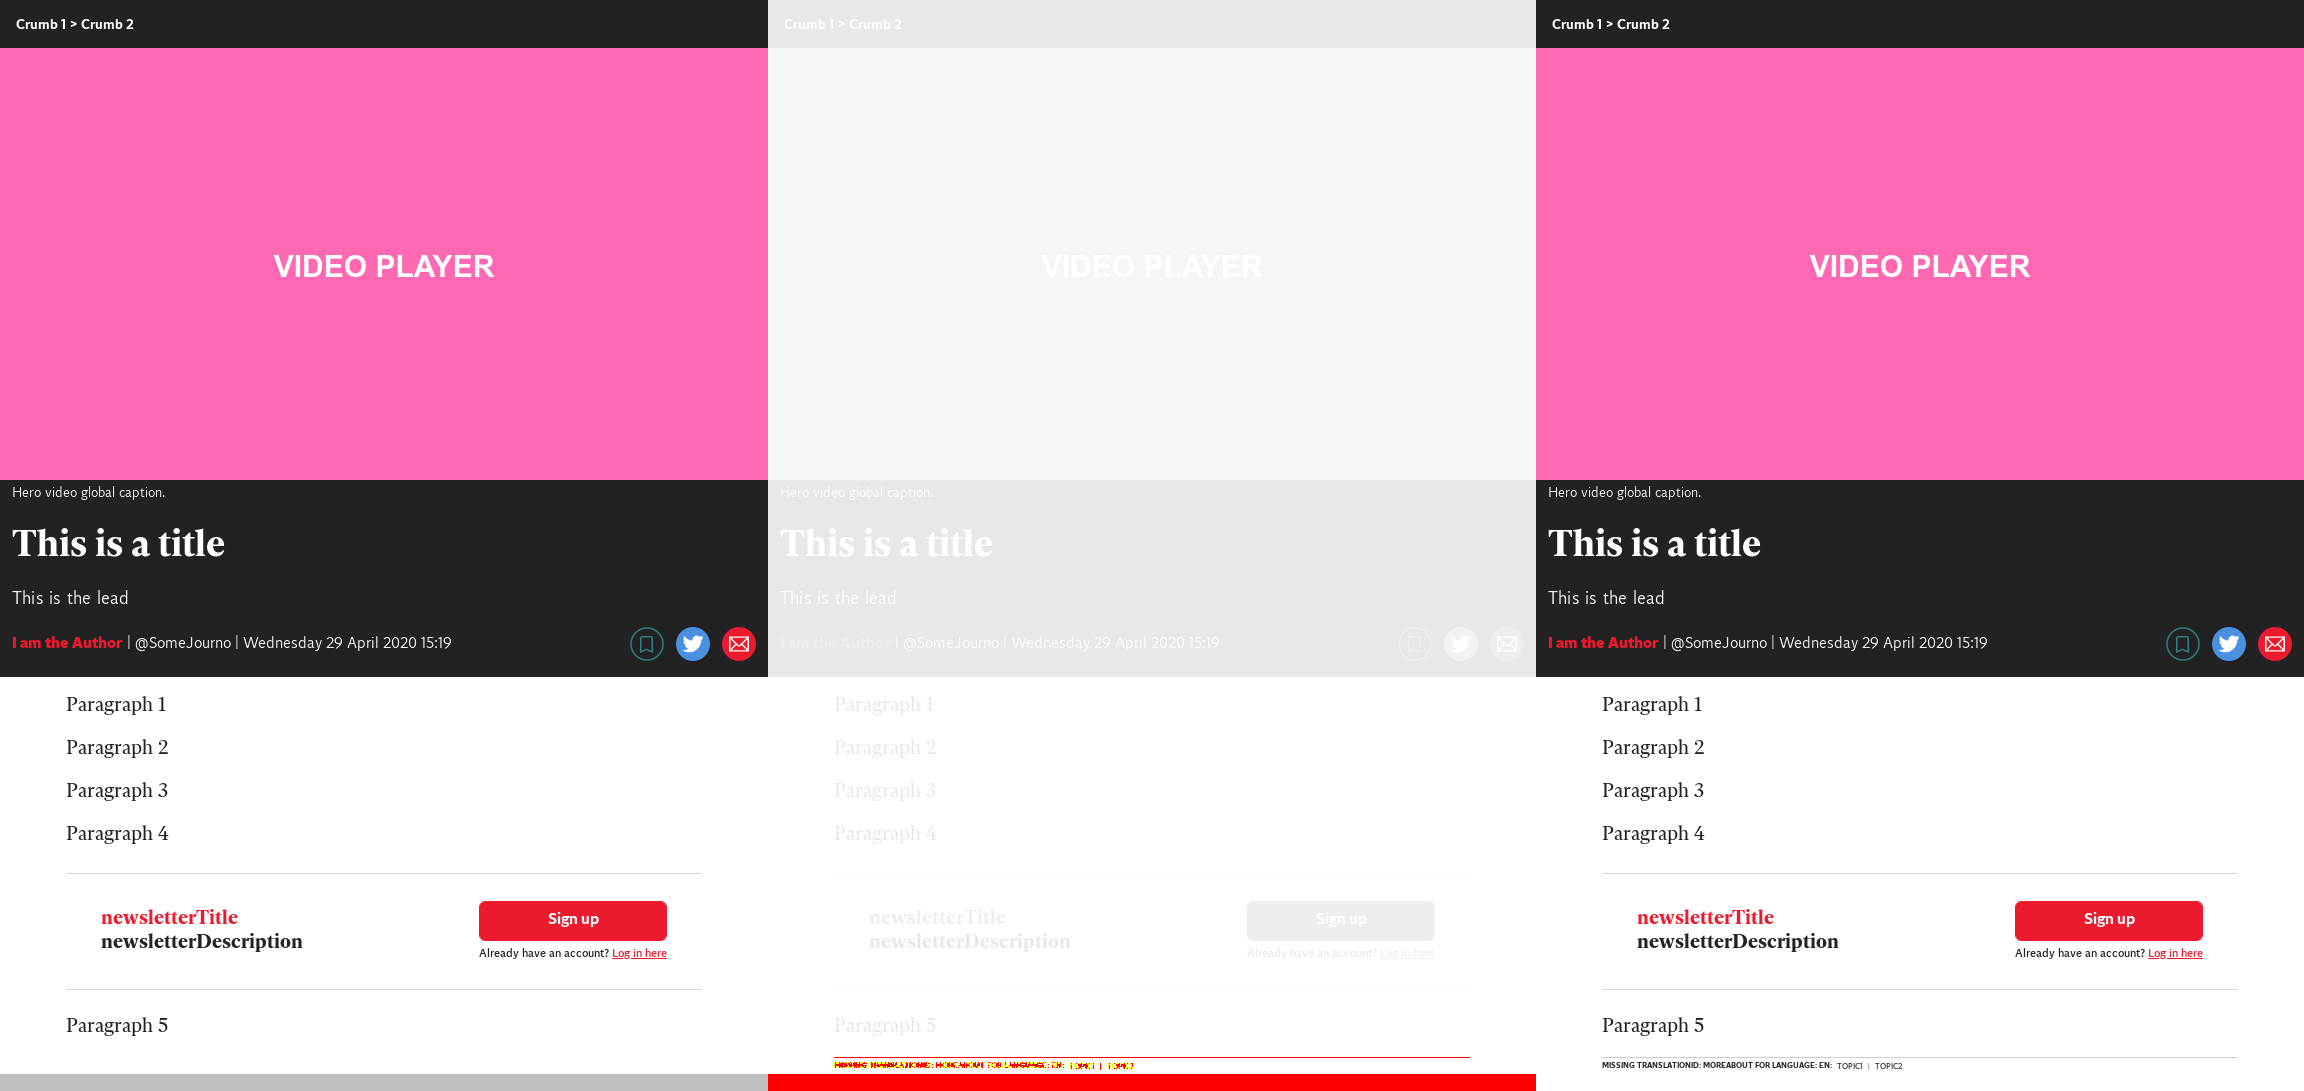 Crumb 1 > Crumb 2
VIDEO PLAYER
Hero video global caption.
This is a title
This is the lead
I am the Author | @SomeJourno | Wednesday 29 April 2020 15:19
Paragraph 1
Paragraph 2
Paragraph 3
Paragraph 4
newsletterTitle
newsletterDescription
Sign up
Already have an account? Log in here
Paragraph 5
Crumb 1 > Crumb 2
VIDEO PLAYER
Hero video global caption.
This is a title
This is the lead
I am the Author | @SomeJourno | Wednesday 29 April 2020 15:19
Paragraph 1
Paragraph 2
Paragraph 3
Paragraph 4
newsletterTitle
newsletterDescription
Sign up
Already have an account? Log in here
Paragraph 5
MISSING TRANSLATIONID: MOREABOUT FOR LANGUAGE: EN: TOPIC1 | TOPIC2
Crumb 1 > Crumb 2
VIDEO PLAYER
Hero video global caption.
This is a title
This is the lead
I am the Author | @SomeJourno | Wednesday 29 April 2020 15:19
Paragraph 1
Paragraph 2
Paragraph 3
Paragraph 4
newsletterTitle
newsletterDescription
Sign up
Already have an account? Log in here
Paragraph 5
MISSING TRANSLATIONID: MOREABOUT FOR LANGUAGE: EN: TOPIC1 | TOPIC2